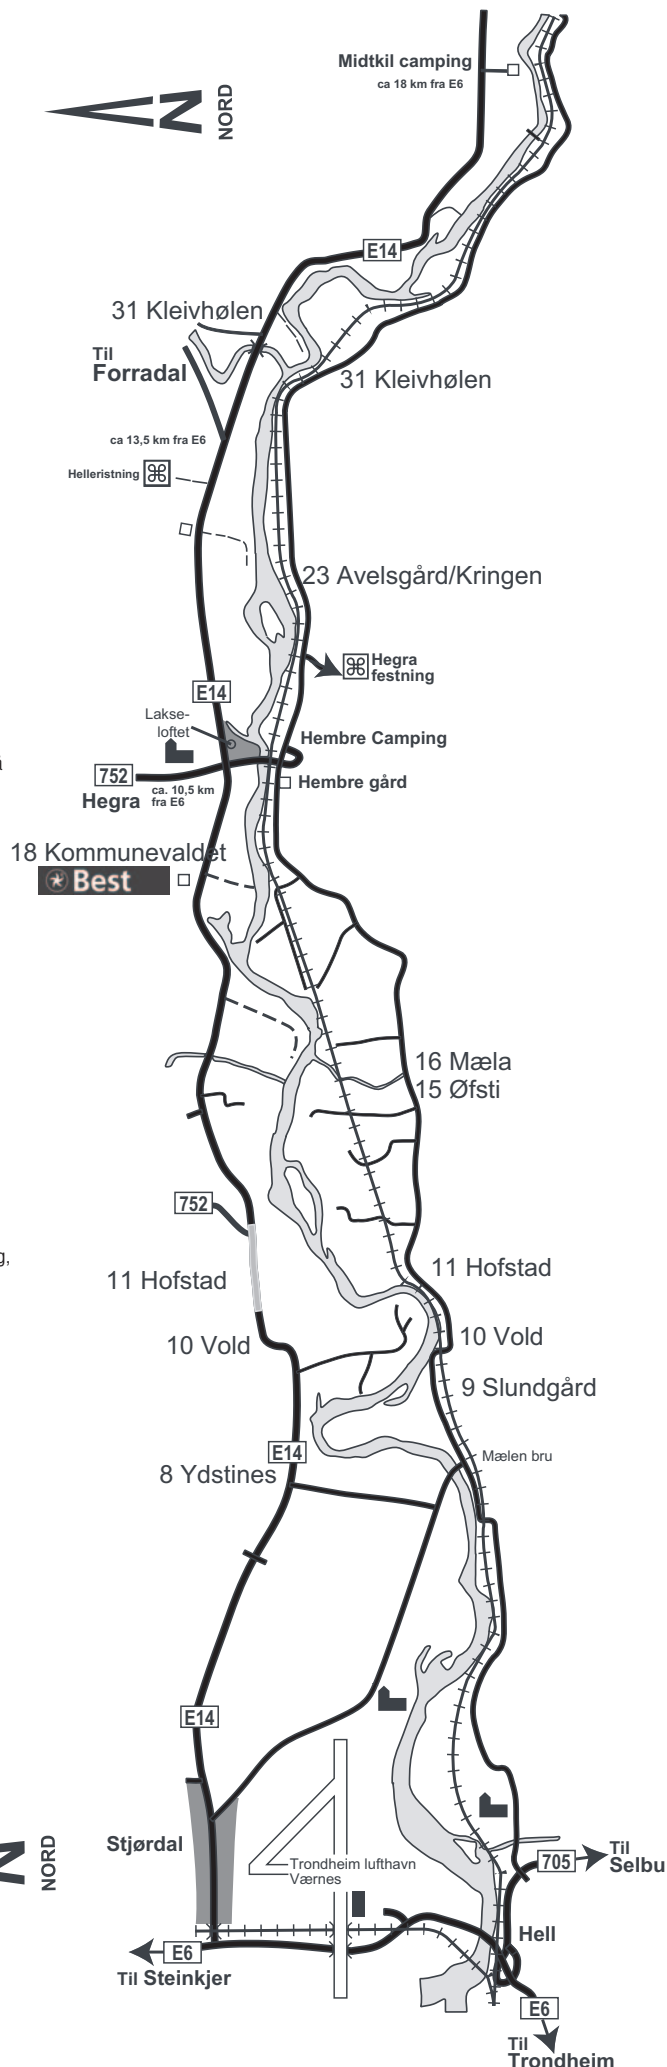 Midtkil camping
ca 18 km fra E6
N
NORD
E14
31 Kleivhølen
Til
Forradal
31 Kleivhølen
ca 13,5 km fra E6
Helleristning
23 Avelsgård/Kringen
Hegra
festning
E14
Lakse-
loftet
Hembre Camping
752
Hegra
ca. 10,5 km
fra E6
Hembre gård
18 Kommunevaldet
Best
16 Mæla
15 Øfsti
752
g,
11 Hofstad
11 Hofstad
10 Vold
10 Vold
9 Slundgård
E14
Mælen bru
8 Ydstines
E14
N
NORD
Stjørdal
Trondheim lufthavn
Værnes
705
Til
Selbu
Hell
E6
Til Steinkjer
E6
Til
Trondheim